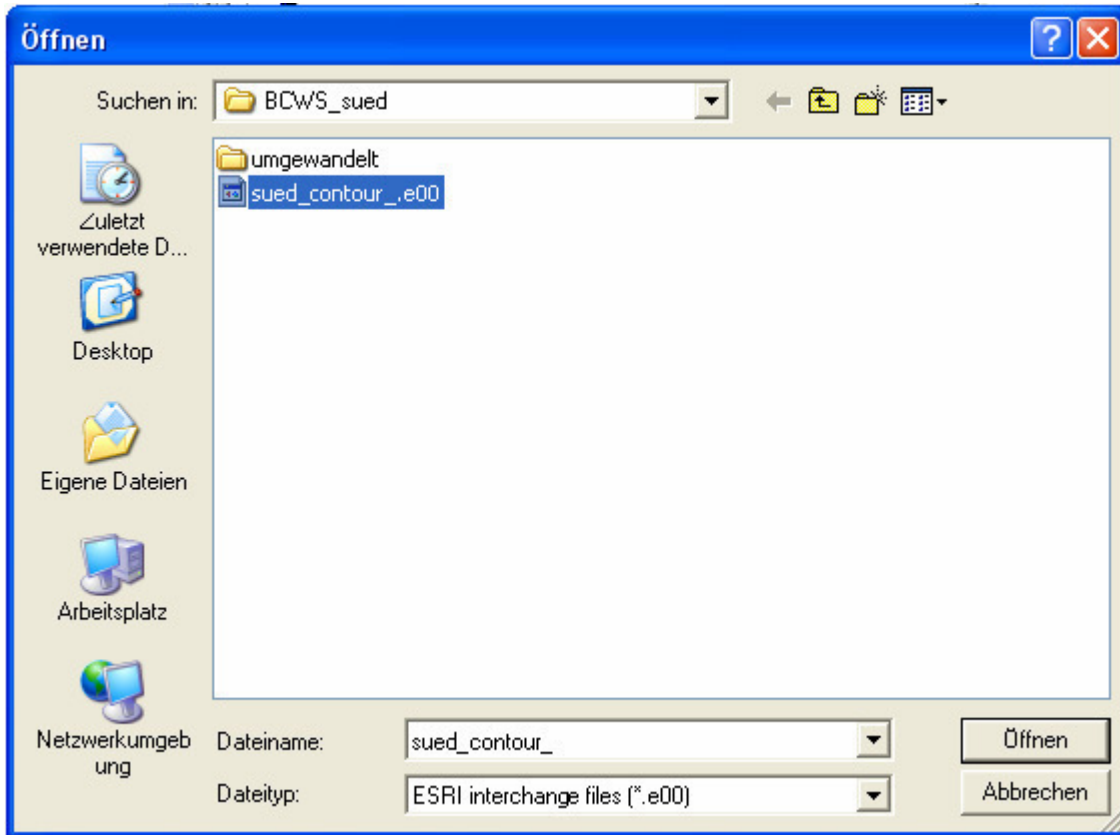 Öffnen
Suchen in:
BCWS_sued
umgewandelt
sued_contour_.e00
Zuletzt
verwendete D...
Desktop
Eigene Dateien
Arbeitsplatz
Netzwerkumgeb
ung
Dateiname:
sued_contour_
Öffnen
Dateityp:
ESRI interchange files (*.e00)
Abbrechen